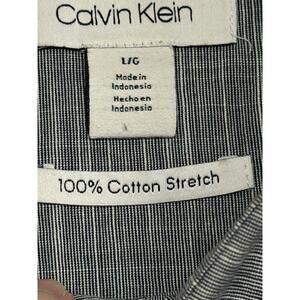 Calvin Klein
L/G
Made in
Indonesia
Hecho en
Indonesia
100% Cotton Stretch